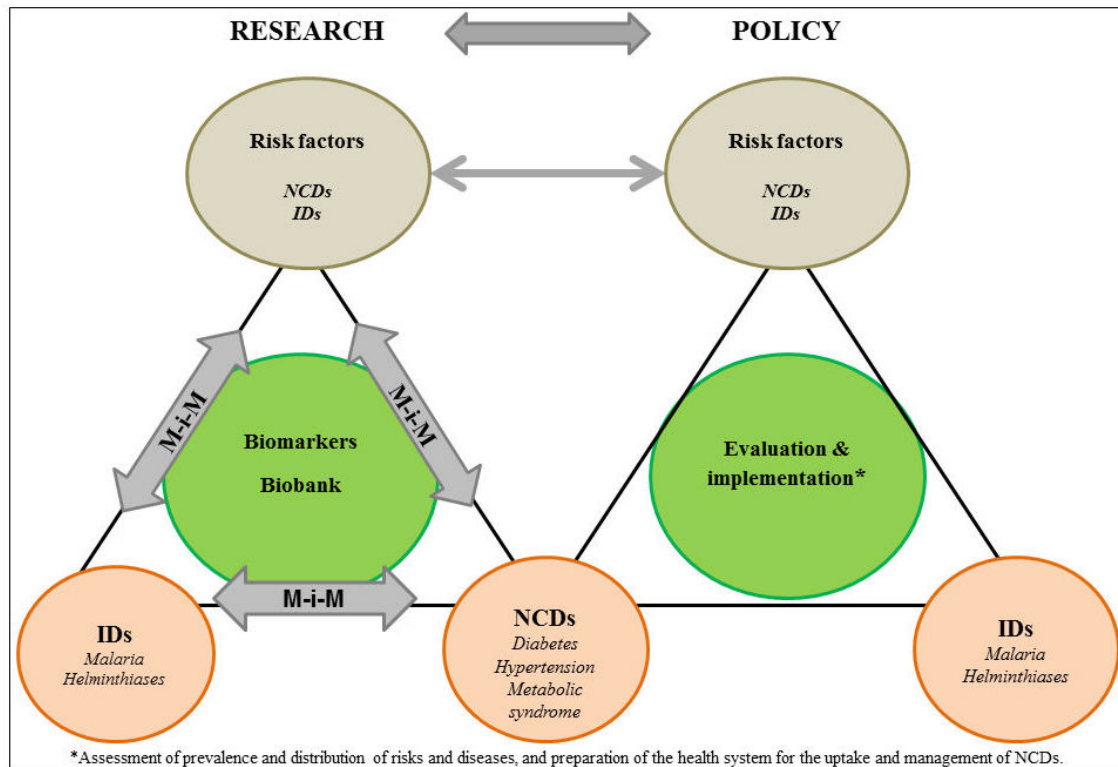 RESEARCH
POLICY
Risk factors
NCDs
IDs
Risk factors
NCDs
IDs
M-i-M
M-i-M
Biomarkers
Biobank
Evaluation &
implementation*
M-i-M
IDs
Malaria
Helminthiases
NCDs
Diabetes
Hypertension
Metabolic
syndrome
IDs
Malaria
Helminthiases
*Assessment of prevalence and distribution of risks and diseases, and preparation of the health system for the uptake and management of NCDs.